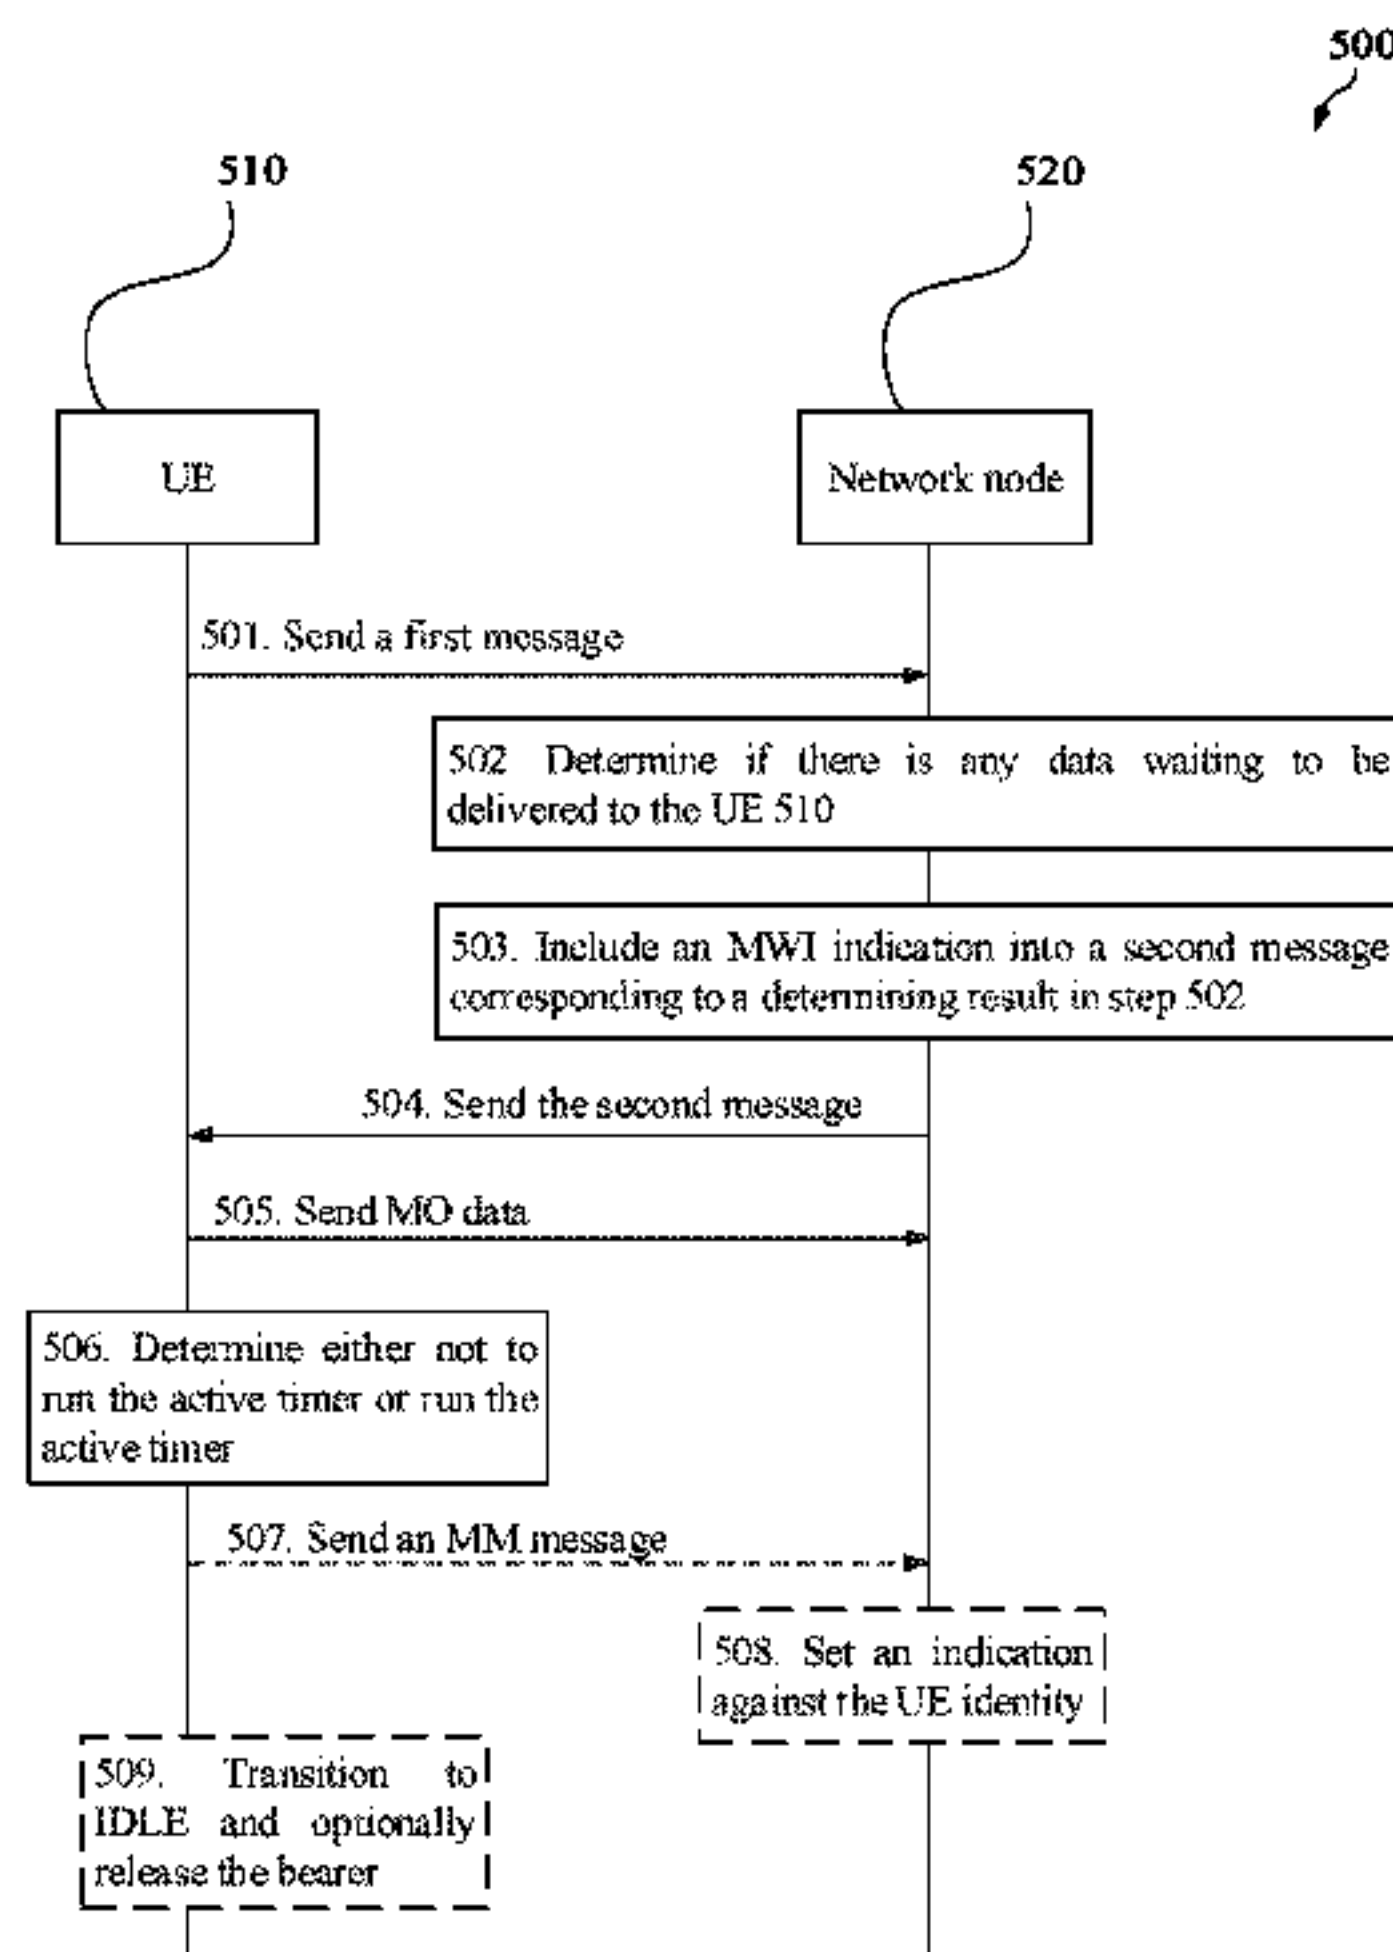 500
510
520
UE
Network node
501. Send a first message
502 Determine if there is any data waiting to be
delivered to the UE 510
503. Include an MWI indication into a second message
corresponding to a determining result in step 502
504. Send the second message
505. Send MO data
506. Determine either not to
run the active timer or run the
active timer
507. Send an MM message
508. Set an indication
against the UE identity
509. Transition to
IDLE and optionally
release the bearer